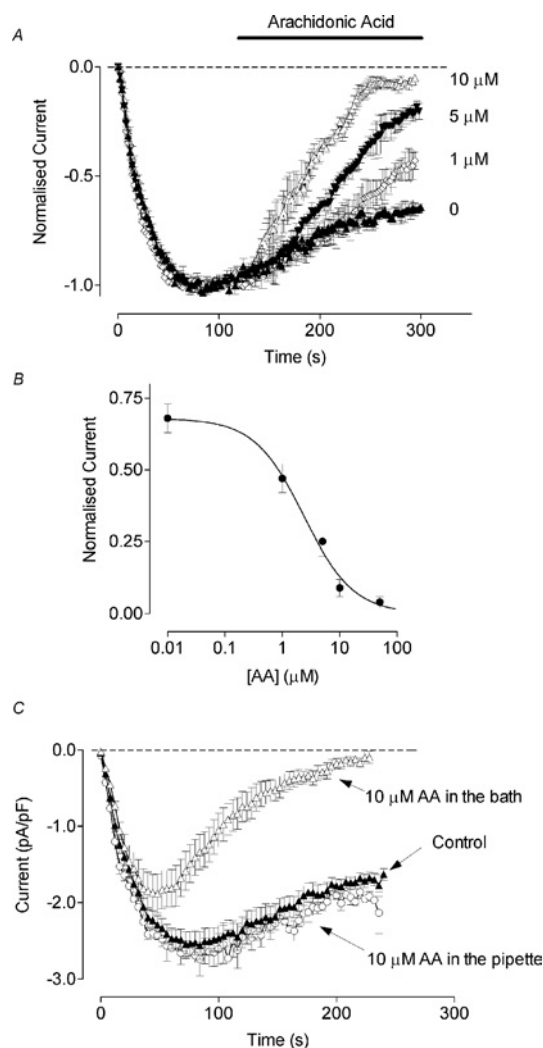 Arachidonic Acid
A
0.0
-0.5
-1.0
Normalised Current
10 μM
5 μM
1 μM
0
0
100
200
300
Time (s)
B
0.75
0.50
0.25
0.00
Normalised Current
0.01
0.1
1
10
100
[AA] (μM)
C
0.0
-1.0
-2.0
-3.0
Current (pA/pF)
10 μM AA in the bath
Control
10 μM AA in the pipette
0
100
200
300
Time (s)